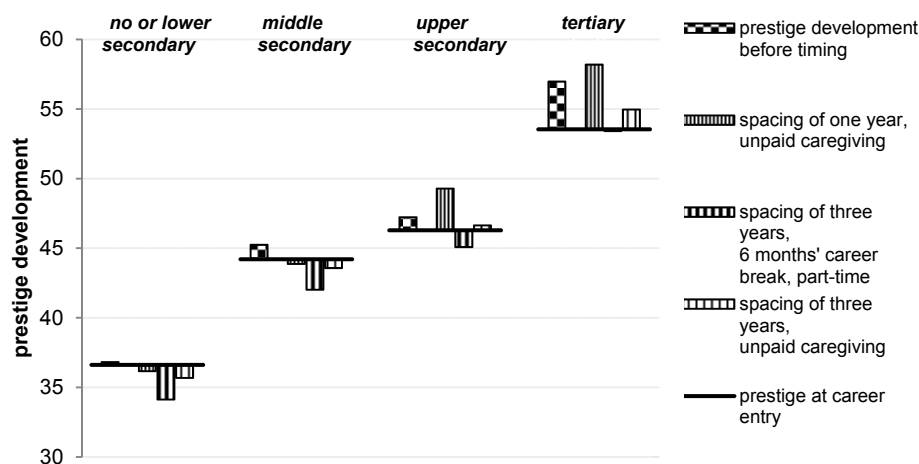 no or lower middle upper tertiary
secondary secondary secondary
60
55
50
45
40
35
30
prestige development
prestige development
before timing
spacing of one year,
unpaid caregiving
spacing of three
years,
6 months' career
break, part-time
spacing of three
years,
unpaid caregiving
prestige at career
entry